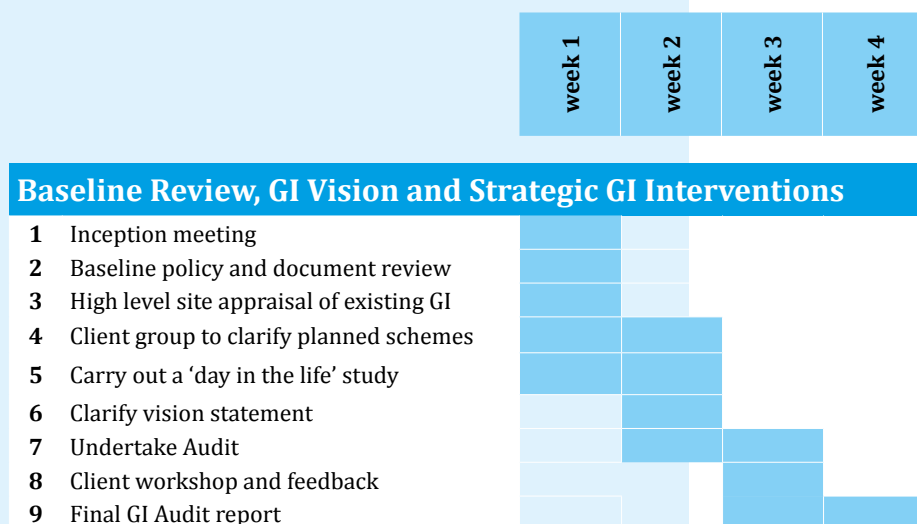 week 1
week 2
week 3
week 4
Baseline Review, GI Vision and Strategic GI Interventions
1 Inception meeting
2 Baseline policy and document review
3 High level site appraisal of existing GI
4 Client group to clarify planned schemes
5 Carry out a ‘day in the life’ study
6 Clarify vision statement
7 Undertake Audit
8 Client workshop and feedback
9 Final GI Audit report